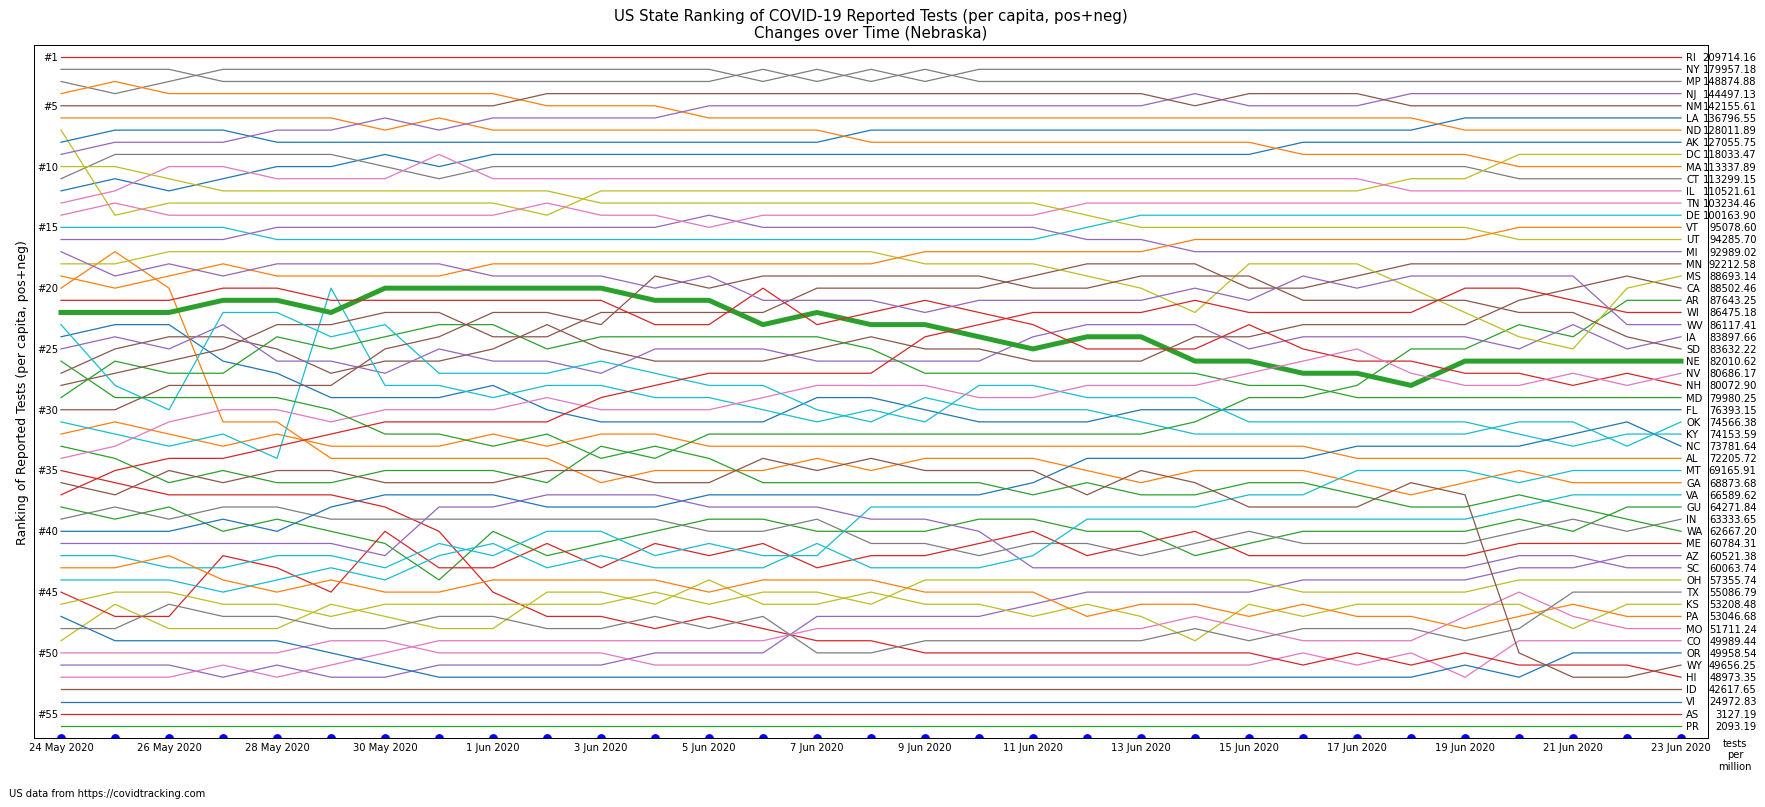 US State Ranking of COVID-19 Reported Tests (per capita, pos+neg)
Changes over Time (Nebraska)
Ranking of Reported Tests (per capita, pos+neg)
#1
#5
#10
#15
#20
#25
#30
#35
#40
#45
#50
#55
RI 209714.16
NY 179957.18
MP 148874.88
NJ 144497.13
NM 142155.61
LA 136796.55
ND 128011.89
AK 127055.75
DC 118033.47
MA 113337.89
CT 113299.15
IL 110521.61
TN 103234.46
DE 100163.90
VT 95078.60
UT 94285.70
MI 92989.02
MN 92212.58
MS 88693.14
CA 88502.46
AR 87643.25
WI 86475.18
WV 86117.41
IA 83897.66
SD 83632.22
NE 82010.62
NV 80686.17
NH 80072.90
MD 79980.25
FL 76393.15
OK 74566.38
KY 74153.59
NC 73781.64
AL 72205.72
MT 69165.91
GA 68873.68
VA 66589.62
GU 64271.84
IN 63333.65
WA 62667.20
ME 60784.31
AZ 60521.38
SC 60063.74
OH 57355.74
TX 55086.79
KS 53208.48
PA 53046.68
MO 51711.24
CO 49989.44
OR 49958.54
WY 49656.25
HI 48973.35
ID 42617.65
VI 24972.83
AS 3127.19
PR 2093.19
24 May 2020 26 May 2020 28 May 2020 30 May 2020 1 Jun 2020 3 Jun 2020 5 Jun 2020 7 Jun 2020 9 Jun 2020 11 Jun 2020 13 Jun 2020 15 Jun 2020 17 Jun 2020 19 Jun 2020 21 Jun 2020 23 Jun 2020
tests
per
million
US data from https://covidtracking.com